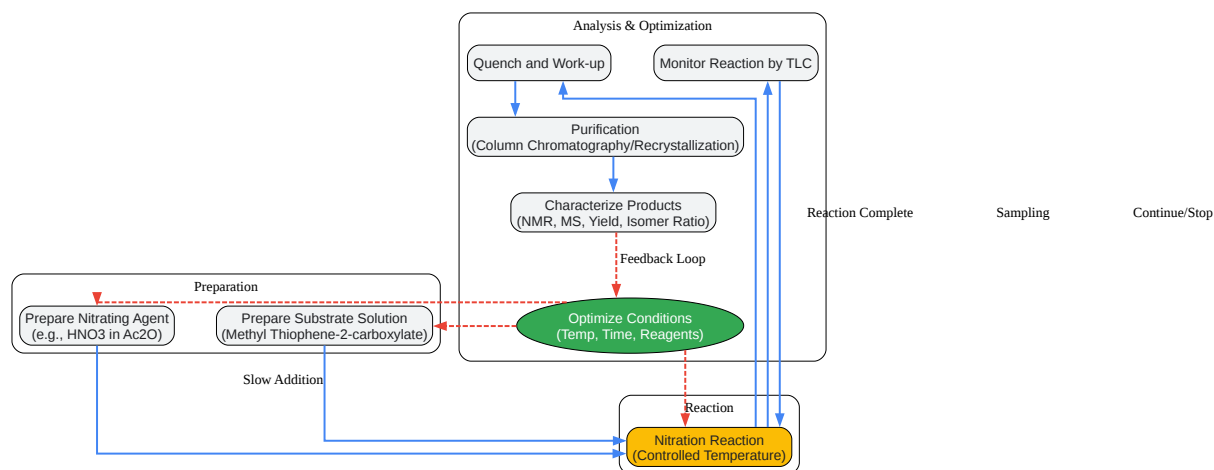 Analysis & Optimization
Quench and Work-up
Monitor Reaction by TLC
Purification
(Column Chromatography/Recrystallization)
Characterize Products
(NMR, MS, Yield, Isomer Ratio)
Reaction Complete
Sampling
Continue/Stop
Feedback Loop
Preparation
Prepare Nitrating Agent
(e.g., HNO3 in Ac2O)
Prepare Substrate Solution
(Methyl Thiophene-2-carboxylate)
Optimize Conditions
(Temp, Time, Reagents)
Slow Addition
Reaction
Nitration Reaction
(Controlled Temperature)